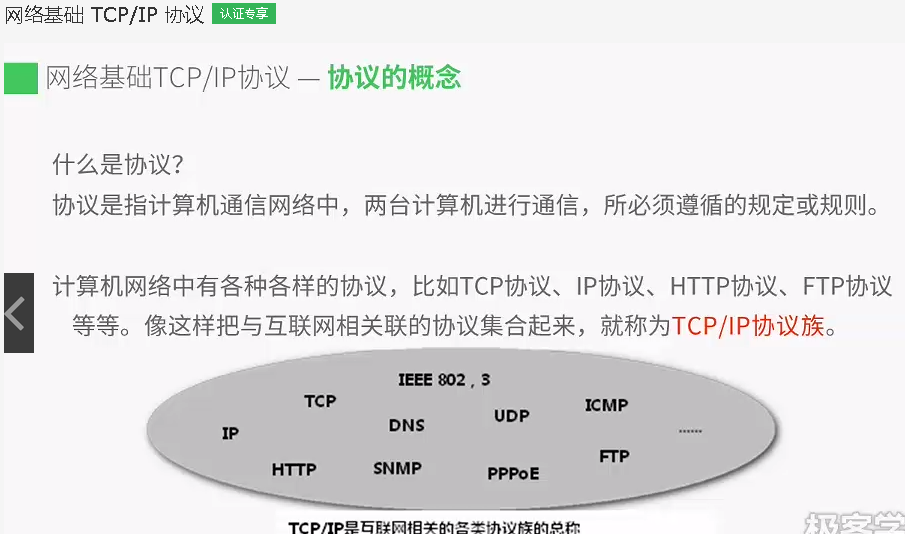 网络基础 TCP/IP 协议 认证专享
网络基础TCP/IP协议 — 协议的概念
什么是协议？
协议是指计算机通信网络中，两台计算机进行通信，所必须遵循的规定或规则。
计算机网络中有各种各样的协议，比如TCP协议、IP协议、HTTP协议、FTP协议
等等。像这样把与互联网相关联的协议集合起来，就称为TCP/IP协议族。
IEEE 802，3
TCP
ICMP
UDP
DNS
IP
......
FTP
HTTP
SNMP
PPPoE
TCP/IP是互联网相关的各类协议族的总称
极客学